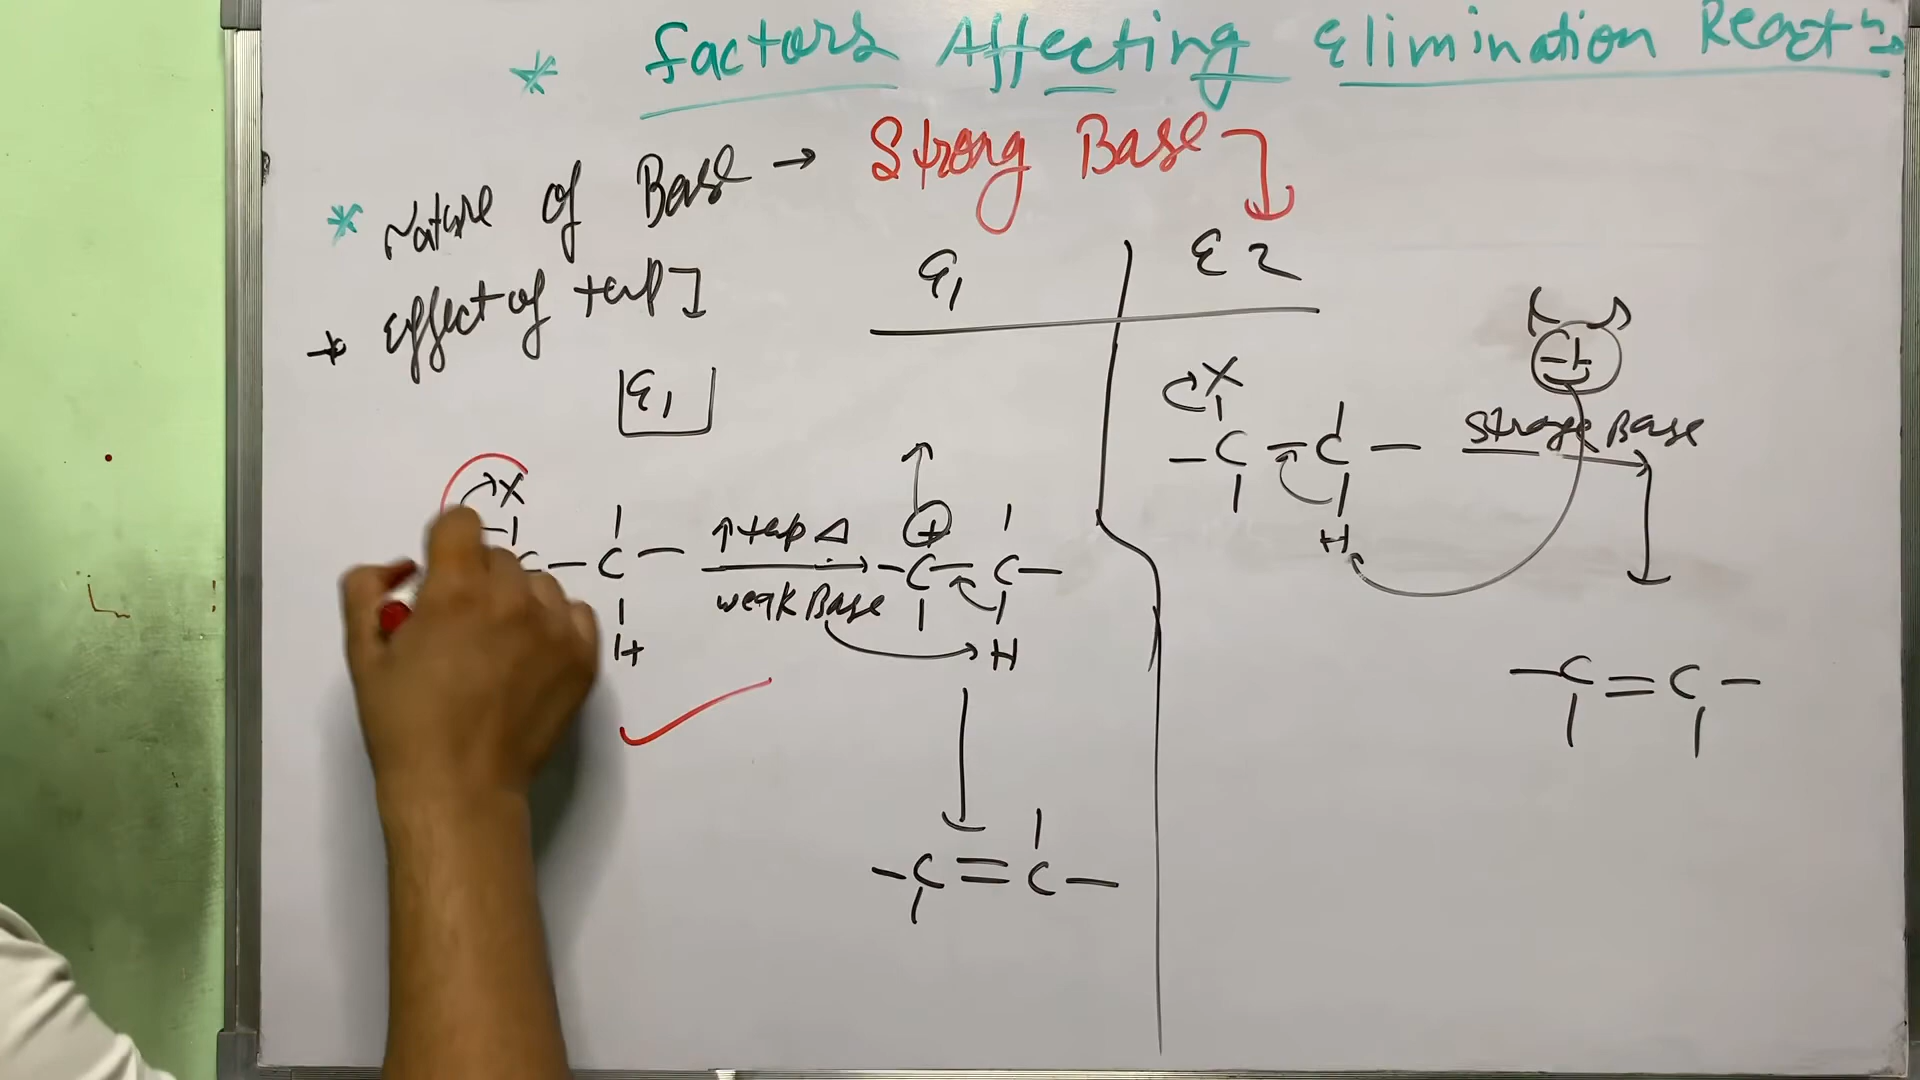 * Factors Affecting Elimination React^n →
* Nature of Base → Strong Base
→ Effect of temp ]
E1
E2
E1
X
C – C –
H
↑ temp Δ
weak Base
+
– C – C –
H
– C = C –
X
– C – C –
H
Strong Base
– C = C –